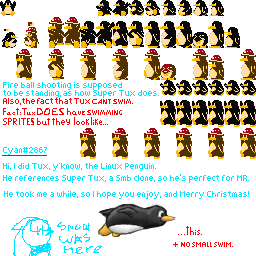 Fire ball shooting is supposed
to be standing, as how Super Tux does.
Also, the fact that TUX CANT SWIM.
Fact: Tux DOES have SWIMMING
SPRITES but they look like...
Cyan#2867
Hi, I did Tux, y'know, the Linux Penguin.
He references Super Tux, a Smb clone, so he's perfect for MR.
He took me a while, so I hope you enjoy, and Merry Christmas!
SNOW
WAS
Here
...This.
+ NO SMALL SWIM.